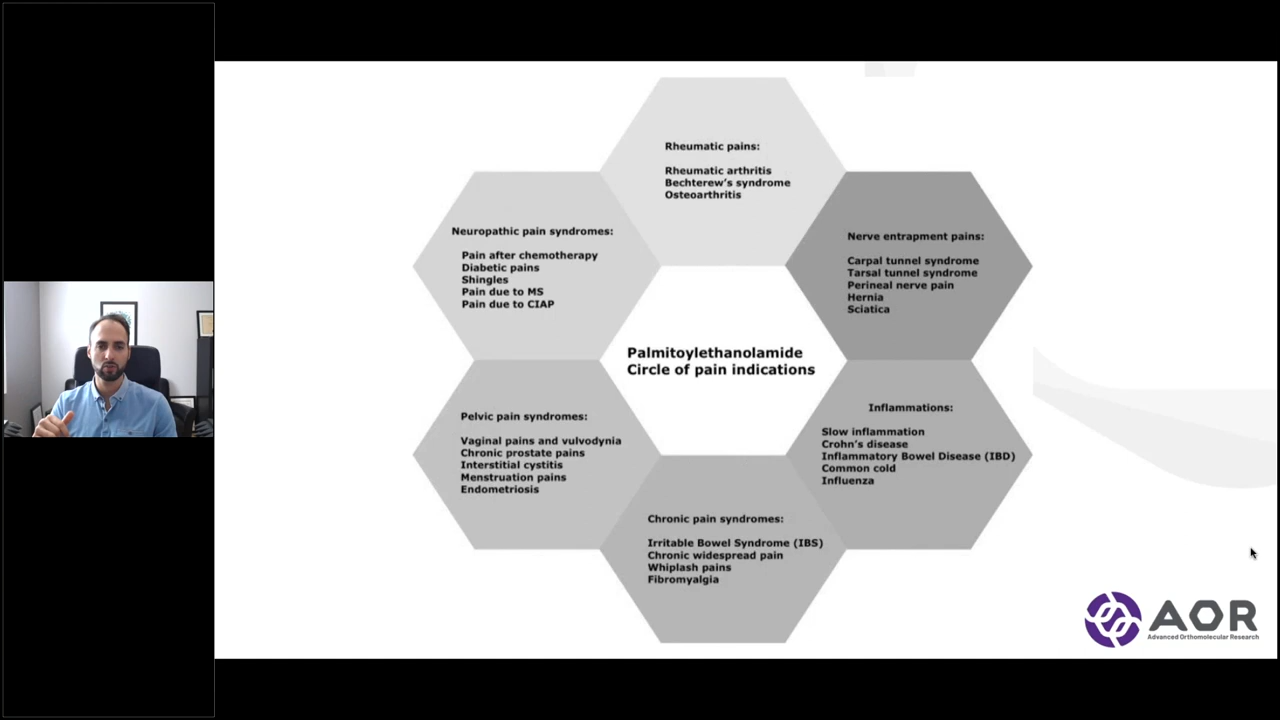 Rheumatic pains:
Rheumatic arthritis
Bechterew's syndrome
Osteoarthritis
Neuropathic pain syndromes:
Pain after chemotherapy
Diabetic pains
Shingles
Pain due to MS
Pain due to CIAP
Nerve entrapment pains:
Carpal tunnel syndrome
Tarsal tunnel syndrome
Perineal nerve pain
Hernia
Sciatica
Palmitoylethanolamide
Circle of pain indications
Pelvic pain syndromes:
Vaginal pains and vulvodynia
Chronic prostate pains
Interstitial cystitis
Menstruation pains
Endometriosis
Inflammations:
Slow inflammation
Crohn's disease
Inflammatory Bowel Disease (IBD)
Common cold
Influenza
Chronic pain syndromes:
Irritable Bowel Syndrome (IBS)
Chronic widespread pain
Whiplash pains
Fibromyalgia
AOR
Advanced Orthomolecular Research